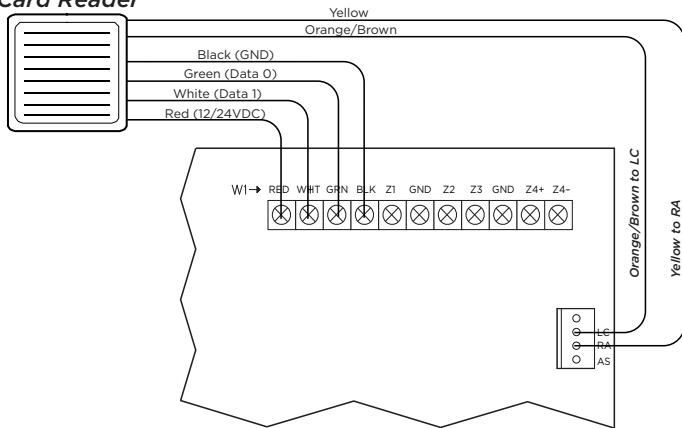 Card Reader
Yellow
Orange/Brown
Black (GND)
Green (Data 0)
White (Data 1)
Red (12/24VDC)
W1→ RED WHT GRN BLK Z1 GND Z2 Z3 GND Z4+ Z4-
Orange/Brown to LC
Yellow to RA
LC
RA
AS